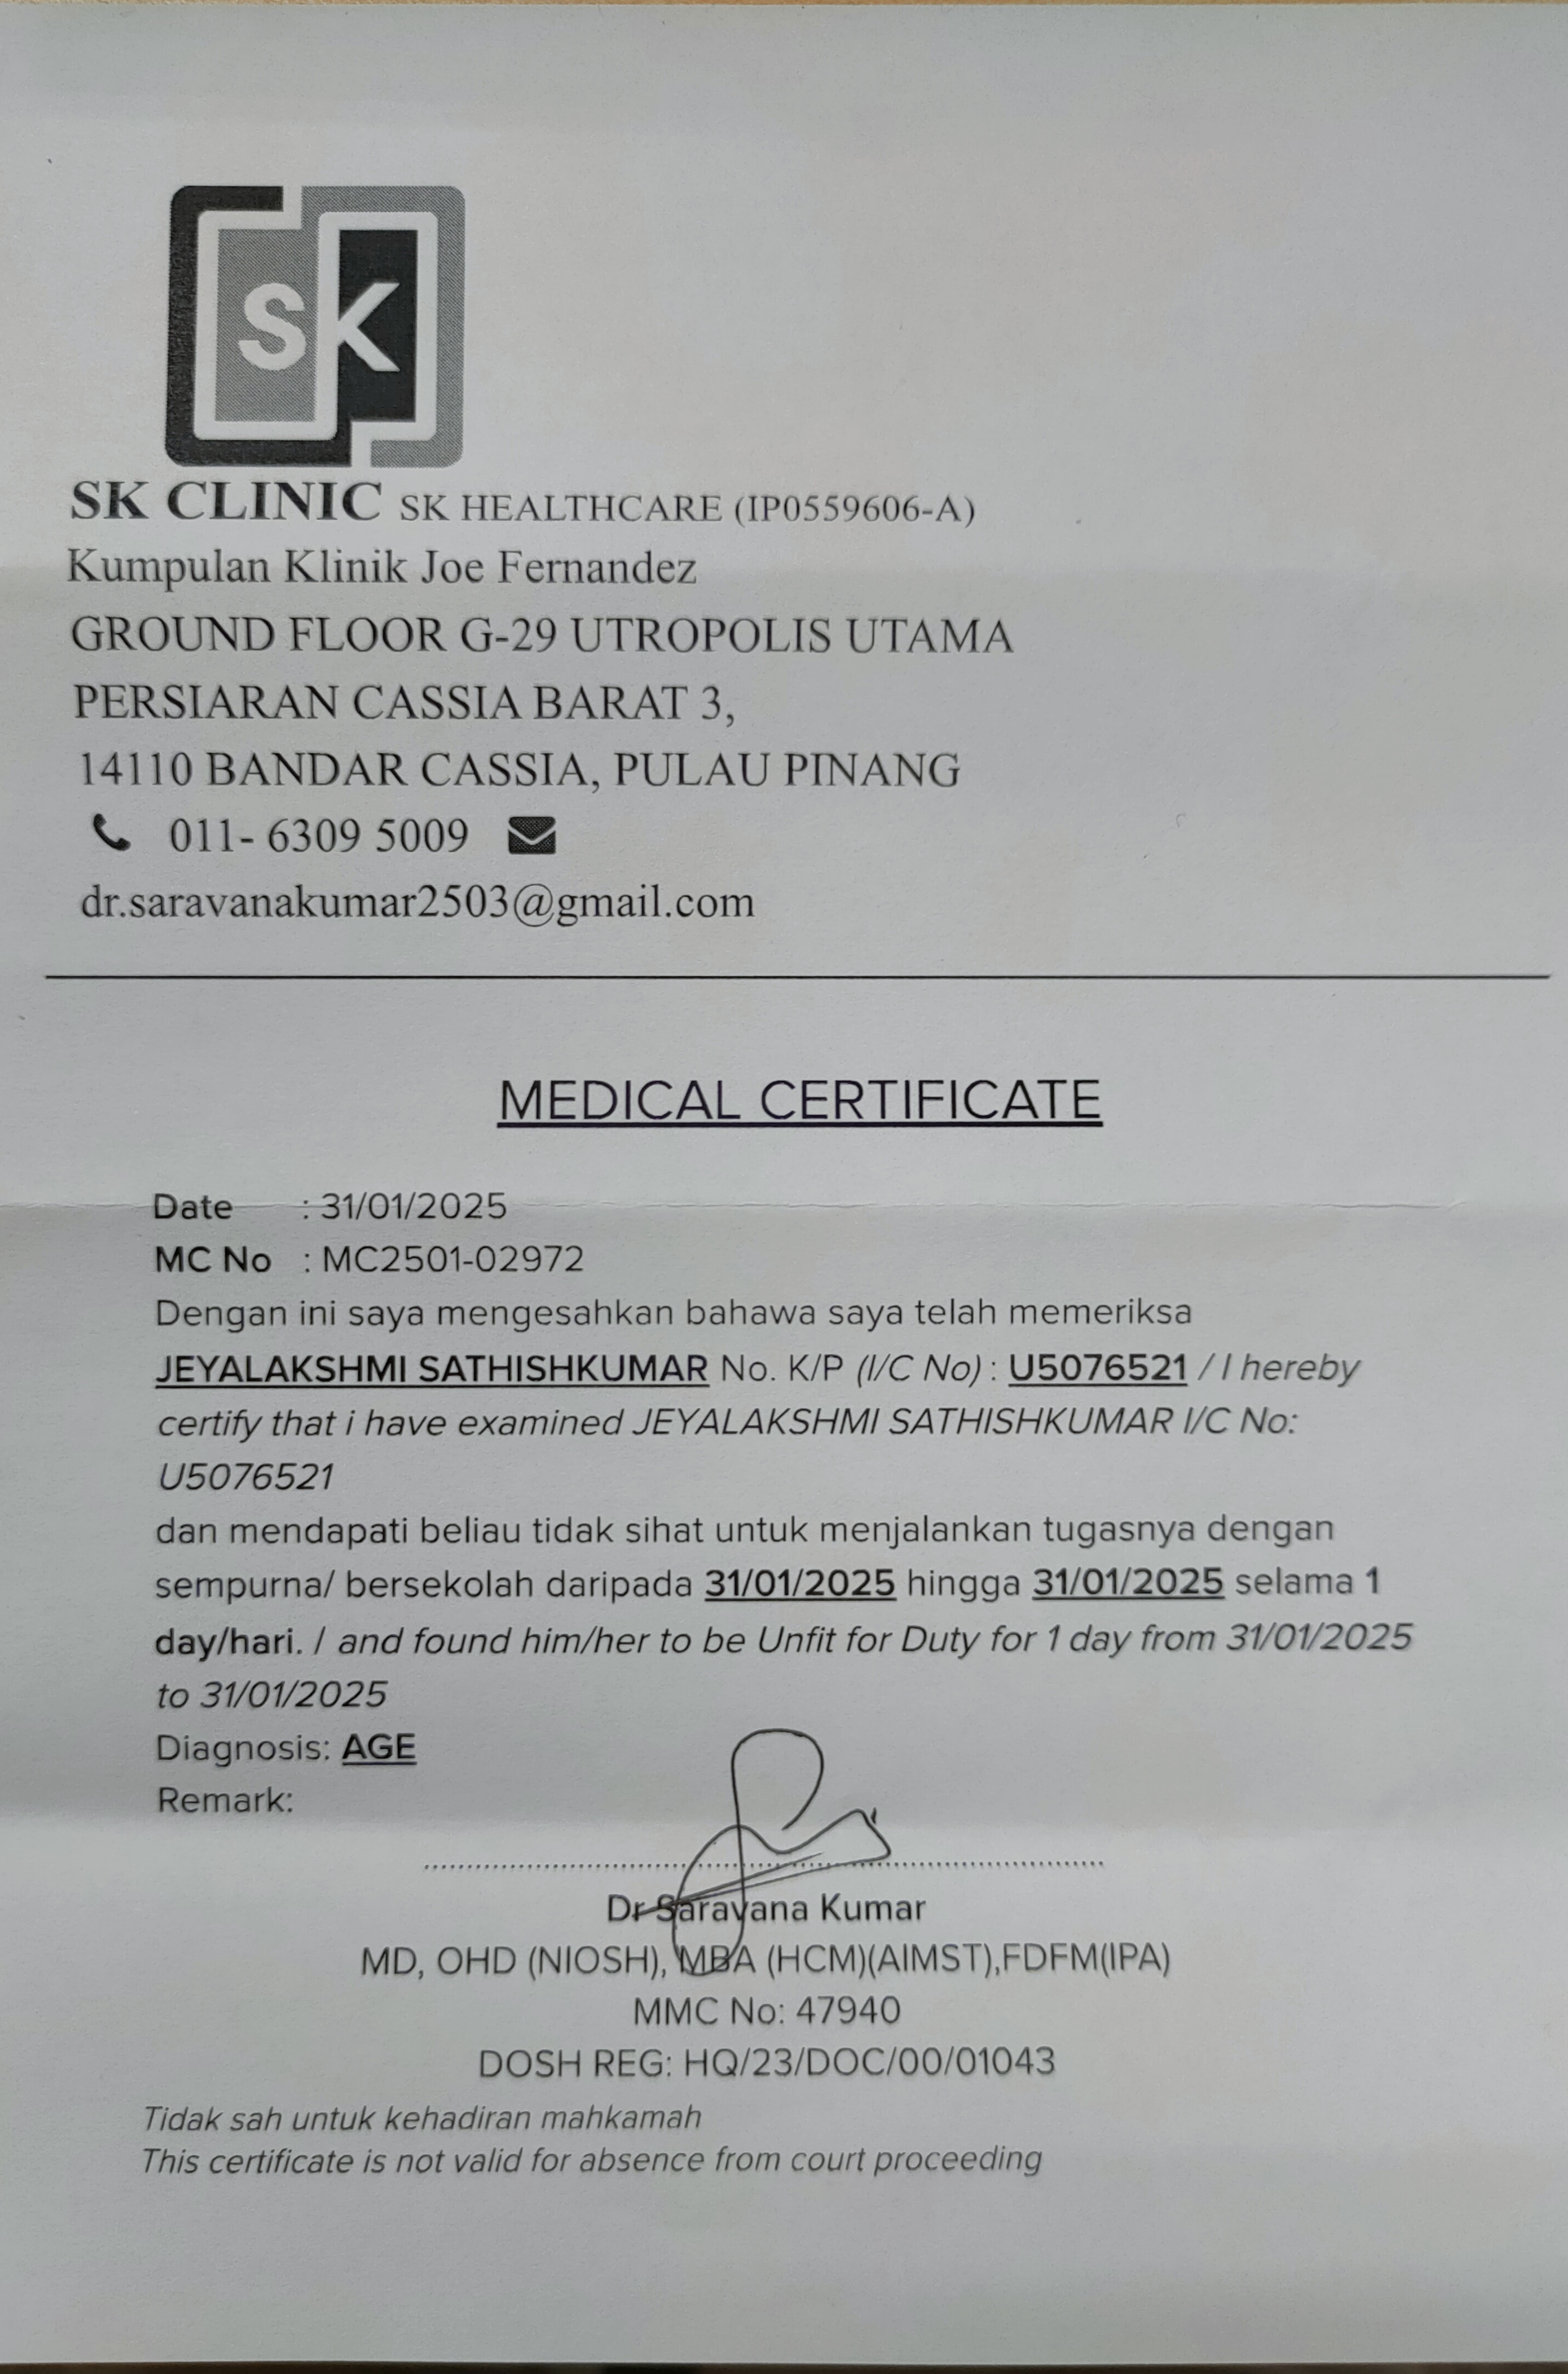 SK
SK CLINIC SK HEALTHCARE (IP0559606-A)
Kumpulan Klinik Joe Fernandez
GROUND FLOOR G-29 UTROPOLIS UTAMA
PERSIARAN CASSIA BARAT 3,
14110 BANDAR CASSIA, PULAU PINANG
011- 6309 5009
dr.saravanakumar2503@gmail.com
MEDICAL CERTIFICATE
Date : 31/01/2025
MC No : MC2501-02972
Dengan ini saya mengesahkan bahawa saya telah memeriksa
JEYALAKSHMI SATHISHKUMAR No. K/P (I/C No) : U5076521 / I hereby
certify that i have examined JEYALAKSHMI SATHISHKUMAR I/C No:
U5076521
dan mendapati beliau tidak sihat untuk menjalankan tugasnya dengan
sempurna/ bersekolah daripada 31/01/2025 hingga 31/01/2025 selama 1
day/hari. / and found him/her to be Unfit for Duty for 1 day from 31/01/2025
to 31/01/2025
Diagnosis: AGE
Remark:
Dr Saravana Kumar
MD, OHD (NIOSH), MBA (HCM)(AIMST),FDFM(IPA)
MMC No: 47940
DOSH REG: HQ/23/DOC/00/01043
Tidak sah untuk kehadiran mahkamah
This certificate is not valid for absence from court proceeding